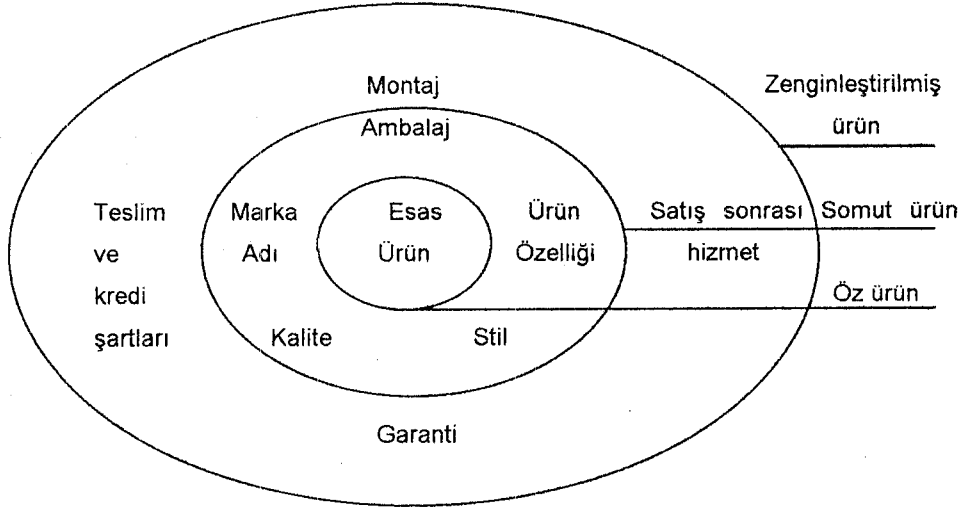 Montaj
Zenginleştirilmiş
ürün
Ambalaj
Teslim
ve
kredi
şartları
Marka
Adı
Esas
Ürün
Ürün
Özelliği
Satış sonrası
hizmet
Somut ürün
Öz ürün
Kalite
Stil
Garanti